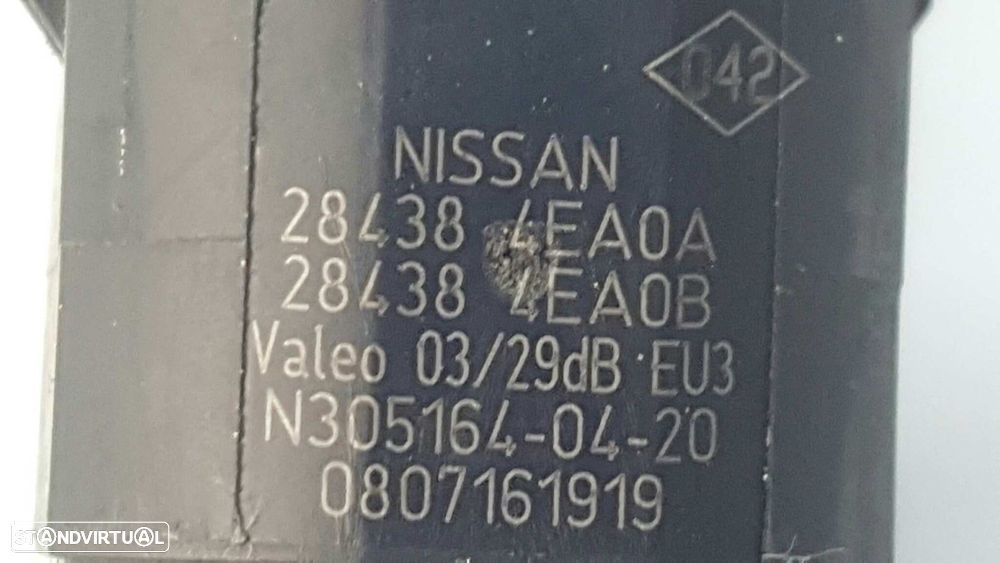 042
NISSAN
28438 4EA0A
28438 4EA0B
Valeo 03/29dB EU3
N305164-04-20
0807161919
STANDVIRTUAL